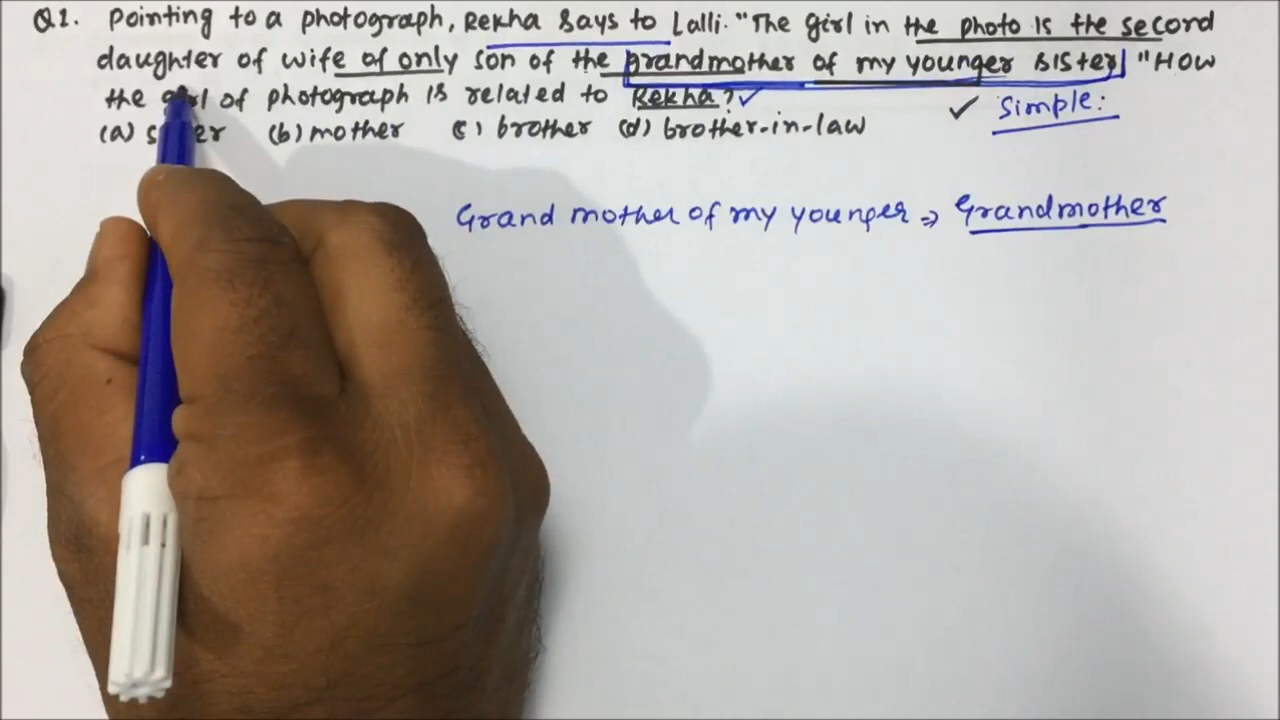 Q1. Pointing to a photograph, Rekha says to Lalli. "The girl in the photo is the second
daughter of wife of only son of the grandmother of my younger sister "How
the girl of photograph is related to Rekha?
(a) sister (b) mother (c) brother (d) brother-in-law
Simple:
Grand mother of my younger => Grandmother